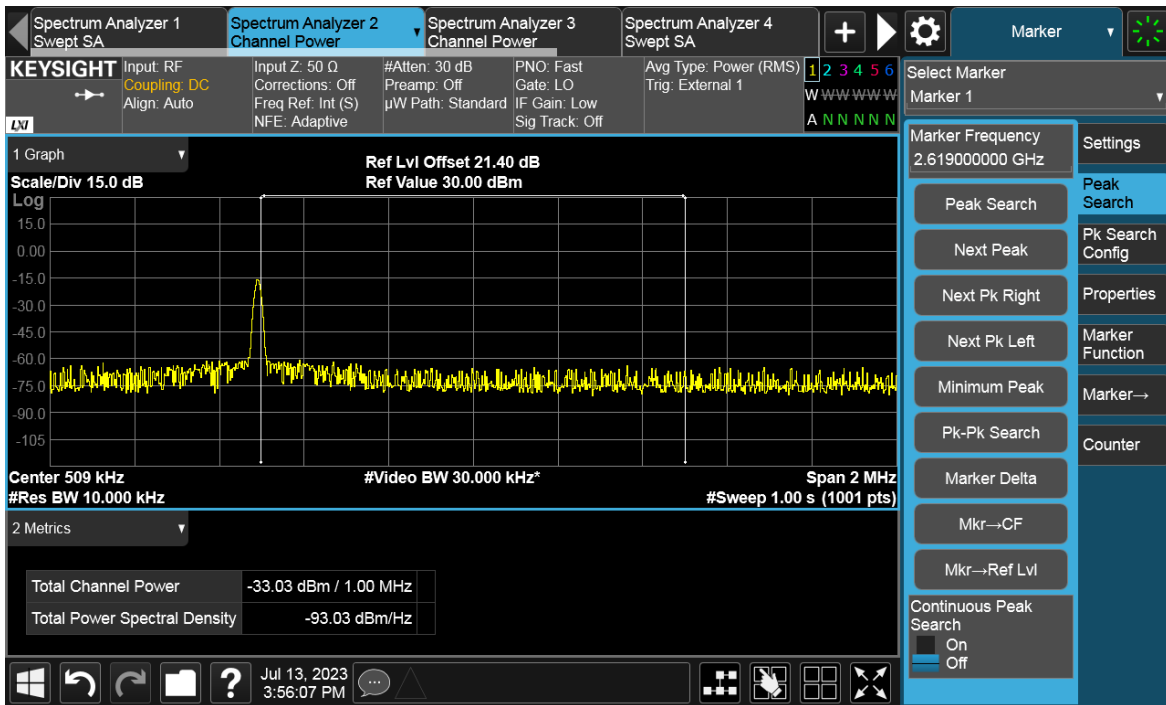 Spectrum Analyzer 1
Swept SA
Spectrum Analyzer 2
Channel Power
Spectrum Analyzer 3
Channel Power
Spectrum Analyzer 4
Swept SA
Marker
KEYSIGHT
LXI
Input: RF
Coupling: DC
Align: Auto
Input Z: 50 Ω
Corrections: Off
Freq Ref: Int (S)
NFE: Adaptive
#Atten: 30 dB
Preamp: Off
µW Path: Standard
PNO: Fast
Gate: LO
IF Gain: Low
Sig Track: Off
Avg Type: Power (RMS)
Trig: External 1
1 2 3 4 5 6
W W W W W W
A N N N N N
Select Marker
Marker 1
1 Graph
Scale/Div 15.0 dB
Ref Lvl Offset 21.40 dB
Ref Value 30.00 dBm
Log
15.0
0.00
-15.0
-30.0
-45.0
-60.0
-75.0
-90.0
-105
Center 509 kHz
#Res BW 10.000 kHz
#Video BW 30.000 kHz*
Span 2 MHz
#Sweep 1.00 s (1001 pts)
2 Metrics
Total Channel Power -33.03 dBm / 1.00 MHz
Total Power Spectral Density -93.03 dBm/Hz
Marker Frequency
2.619000000 GHz
Peak Search
Next Peak
Next Pk Right
Next Pk Left
Minimum Peak
Pk-Pk Search
Marker Delta
Mkr→CF
Mkr→Ref Lvl
Continuous Peak
Search
On
Off
Settings
Peak
Search
Pk Search
Config
Properties
Marker
Function
Marker→
Counter
?
Jul 13, 2023
3:56:07 PM